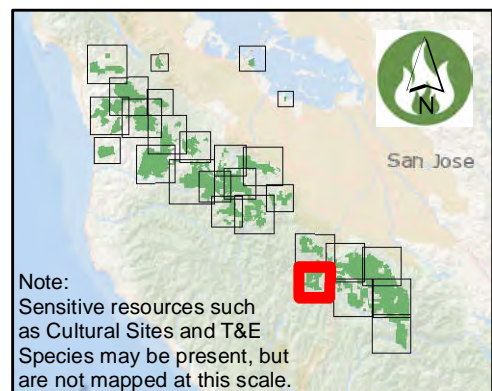 N
San Jose
Note:
Sensitive resources such
as Cultural Sites and T&E
Species may be present, but
are not mapped at this scale.